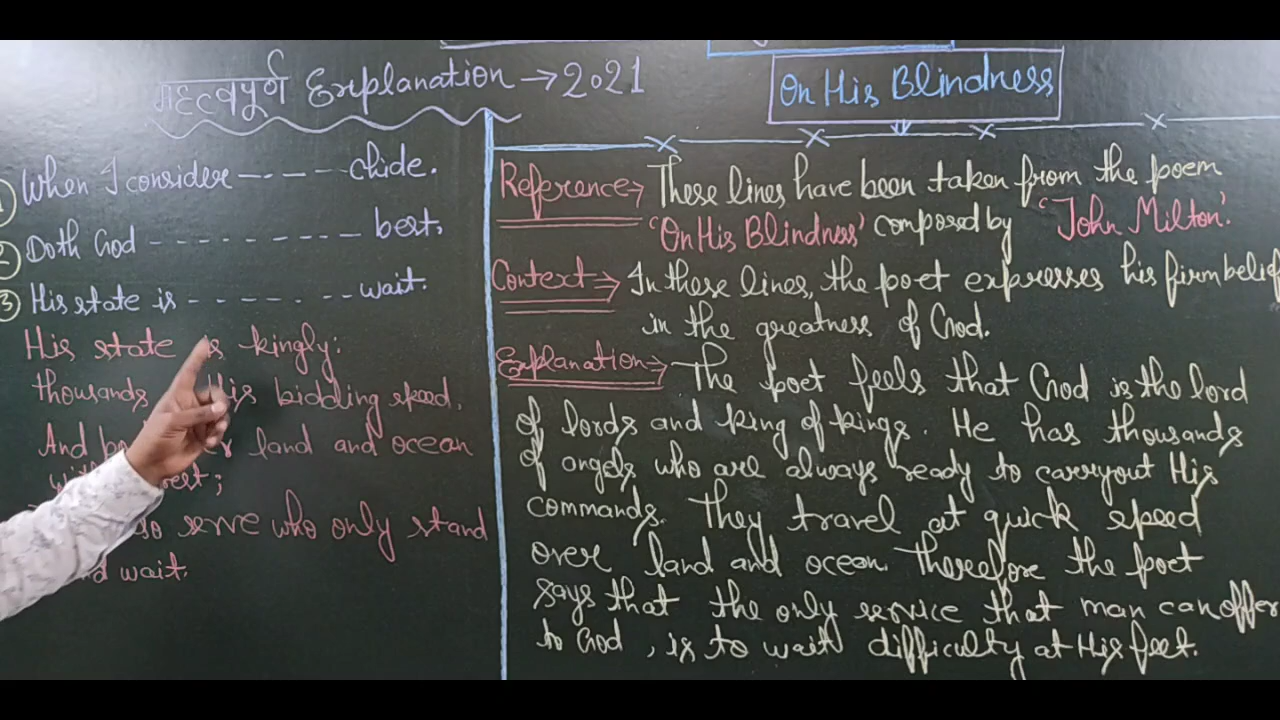 महत्वपूर्ण Explanation → 2021
On His Blindness
① When I consider ----- chide.
② Doth God --------- best,
③ His state is ------- wait.
His state is kingly:
thousands His bidding speed,
And land and ocean
rest;
so serve who only stand
and wait.
Reference→ These lines have been taken from the poem
'On His Blindness' composed by 'John Milton'.
Context→ In these lines, the poet expresses his firm belief
in the greatness of God.
Explanation→ The poet feels that God is the lord
of lords and king of kings. He has thousands
of angels, who are always ready to carryout His
commands. They travel at quick speed
over land and ocean. Therefore the poet
says that the only service that man can offer
to God, is to wait difficulty at His feet.